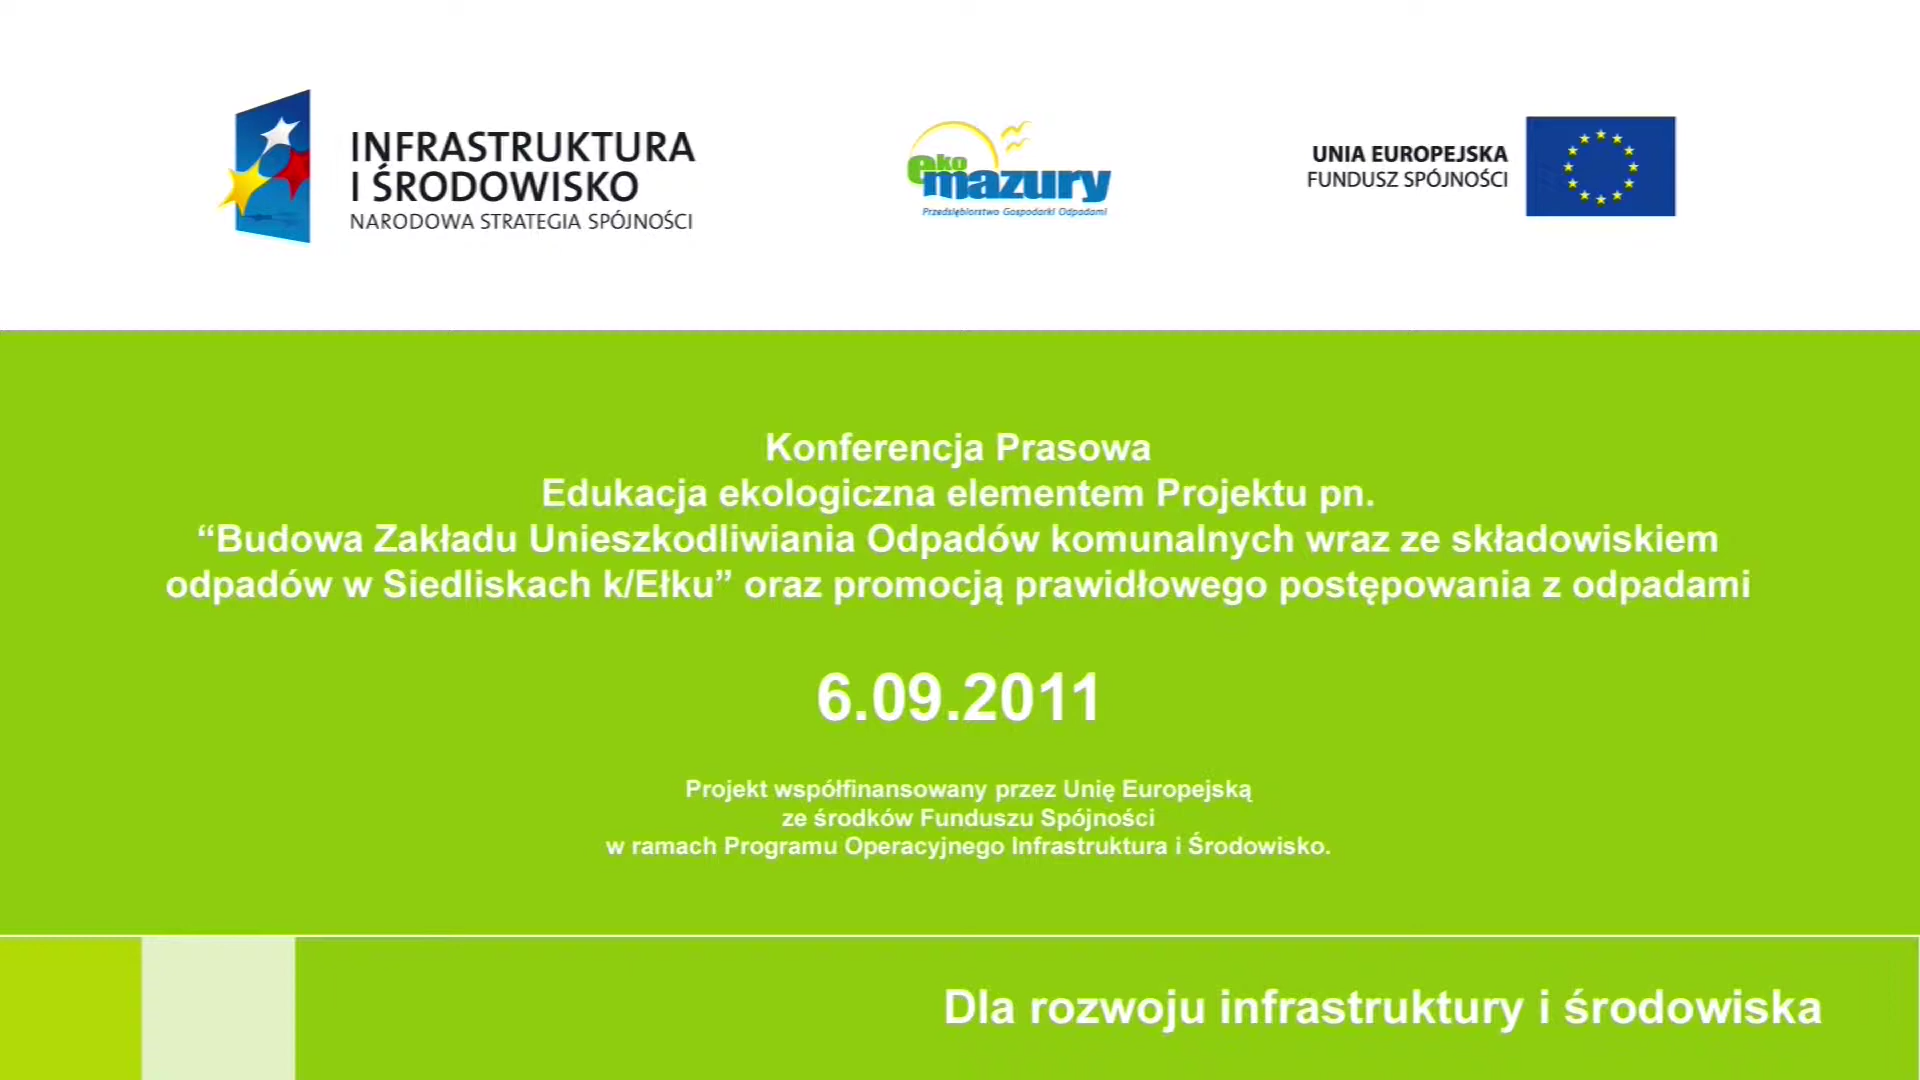 INFRASTRUKTURA
I ŚRODOWISKO
NARODOWA STRATEGIA SPÓJNOŚCI
eko
mazury
Przedsiębiorstwo Gospodarki Odpadami
UNIA EUROPEJSKA
FUNDUSZ SPÓJNOŚCI
Konferencja Prasowa
Edukacja ekologiczna elementem Projektu pn.
“Budowa Zakładu Unieszkodliwiania Odpadów komunalnych wraz ze składowiskiem
odpadów w Siedliskach k/Ełku” oraz promocją prawidłowego postępowania z odpadami
6.09.2011
Projekt współfinansowany przez Unię Europejską
ze środków Funduszu Spójności
w ramach Programu Operacyjnego Infrastruktura i Środowisko.
Dla rozwoju infrastruktury i środowiska